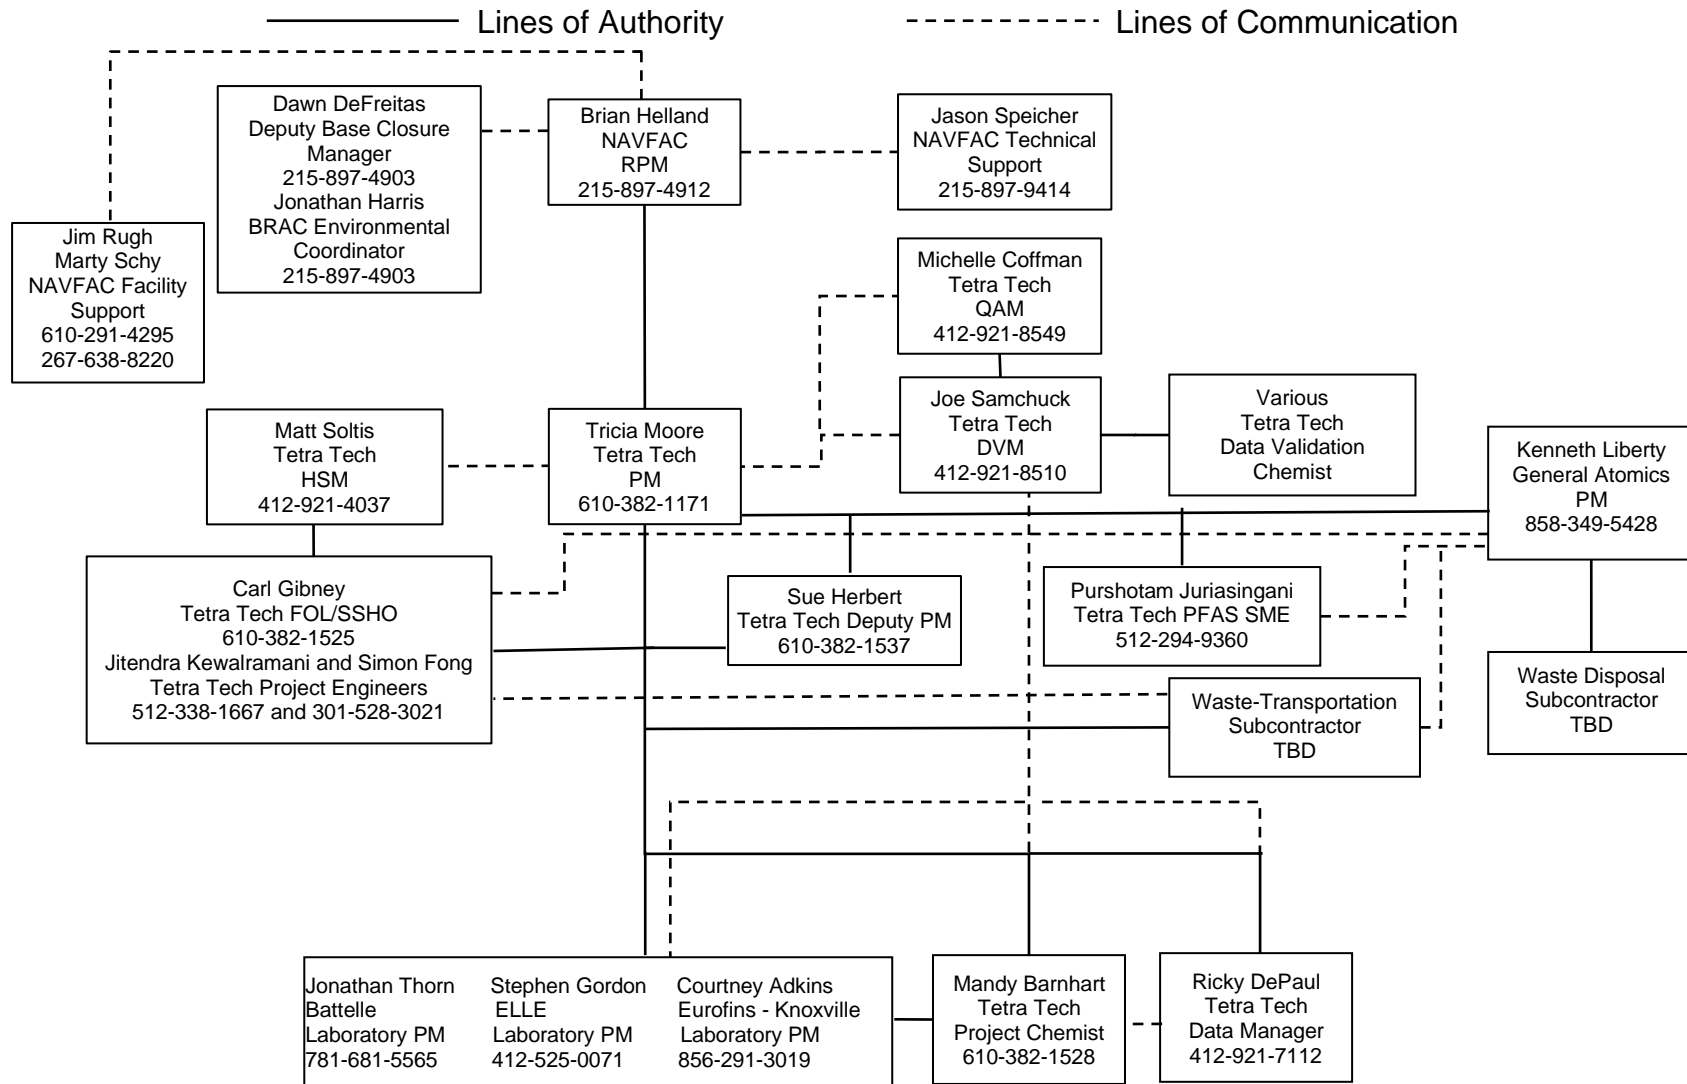 Lines of Authority
Lines of Communication
Dawn DeFreitas
Deputy Base Closure
Manager
215-897-4903
Jonathan Harris
BRAC Environmental
Coordinator
215-897-4903
Brian Helland
NAVFAC
RPM
215-897-4912
Jason Speicher
NAVFAC Technical
Support
215-897-9414
Jim Rugh
Marty Schy
NAVFAC Facility
Support
610-291-4295
267-638-8220
Michelle Coffman
Tetra Tech
QAM
412-921-8549
Matt Soltis
Tetra Tech
HSM
412-921-4037
Tricia Moore
Tetra Tech
PM
610-382-1171
Joe Samchuck
Tetra Tech
DVM
412-921-8510
Various
Tetra Tech
Data Validation
Chemist
Kenneth Liberty
General Atomics
PM
858-349-5428
Carl Gibney
Tetra Tech FOL/SSHO
610-382-1525
Jitendra Kewalramani and Simon Fong
Tetra Tech Project Engineers
512-338-1667 and 301-528-3021
Sue Herbert
Tetra Tech Deputy PM
610-382-1537
Purshotam Juriasingani
Tetra Tech PFAS SME
512-294-9360
Waste-Transportation
Subcontractor
TBD
Waste Disposal
Subcontractor
TBD
Jonathan Thorn
Battelle
Laboratory PM
781-681-5565
Stephen Gordon
ELLE
Laboratory PM
412-525-0071
Courtney Adkins
Eurofins - Knoxville
Laboratory PM
856-291-3019
Mandy Barnhart
Tetra Tech
Project Chemist
610-382-1528
Ricky DePaul
Tetra Tech
Data Manager
412-921-7112